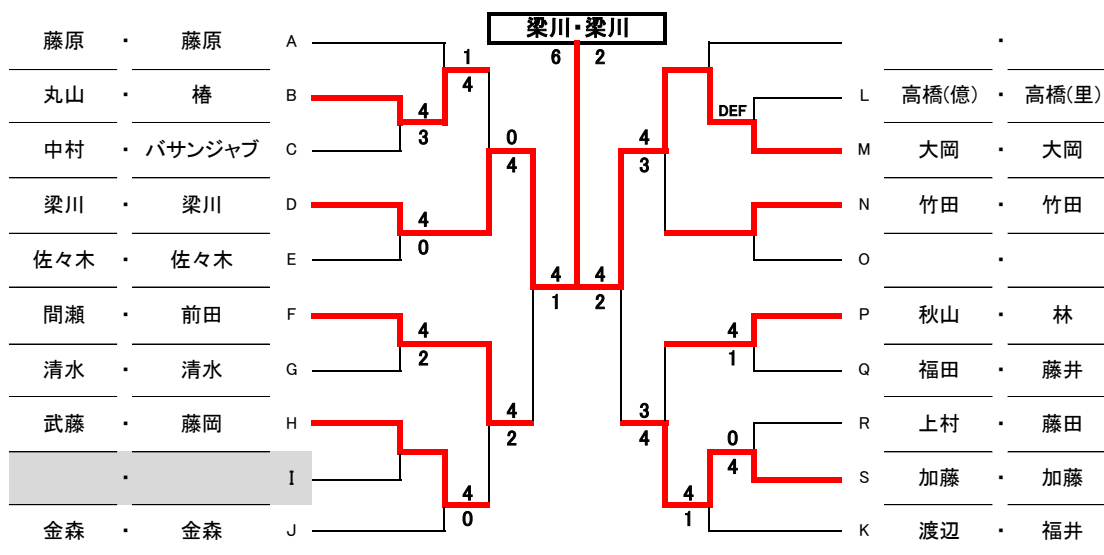 梁川・梁川
6 2
藤原 ・ 藤原 A
・
1
4
丸山 ・ 椿 B
L 高橋(億) ・ 高橋(里)
4
3
DEF
中村 ・ バサンジャブ C
M 大岡 ・ 大岡
0
4
4
3
梁川 ・ 梁川 D
N 竹田 ・ 竹田
4
0
佐々木 ・ 佐々木 E
O ・
4
1
4
2
間瀬 ・ 前田 F
P 秋山 ・ 林
4
2
4
1
清水 ・ 清水 G
Q 福田 ・ 藤井
武藤 ・ 藤岡 H
R 上村 ・ 藤田
4
2
3
4
0
4
・ I
S 加藤 ・ 加藤
4
0
4
1
金森 ・ 金森 J
K 渡辺 ・ 福井